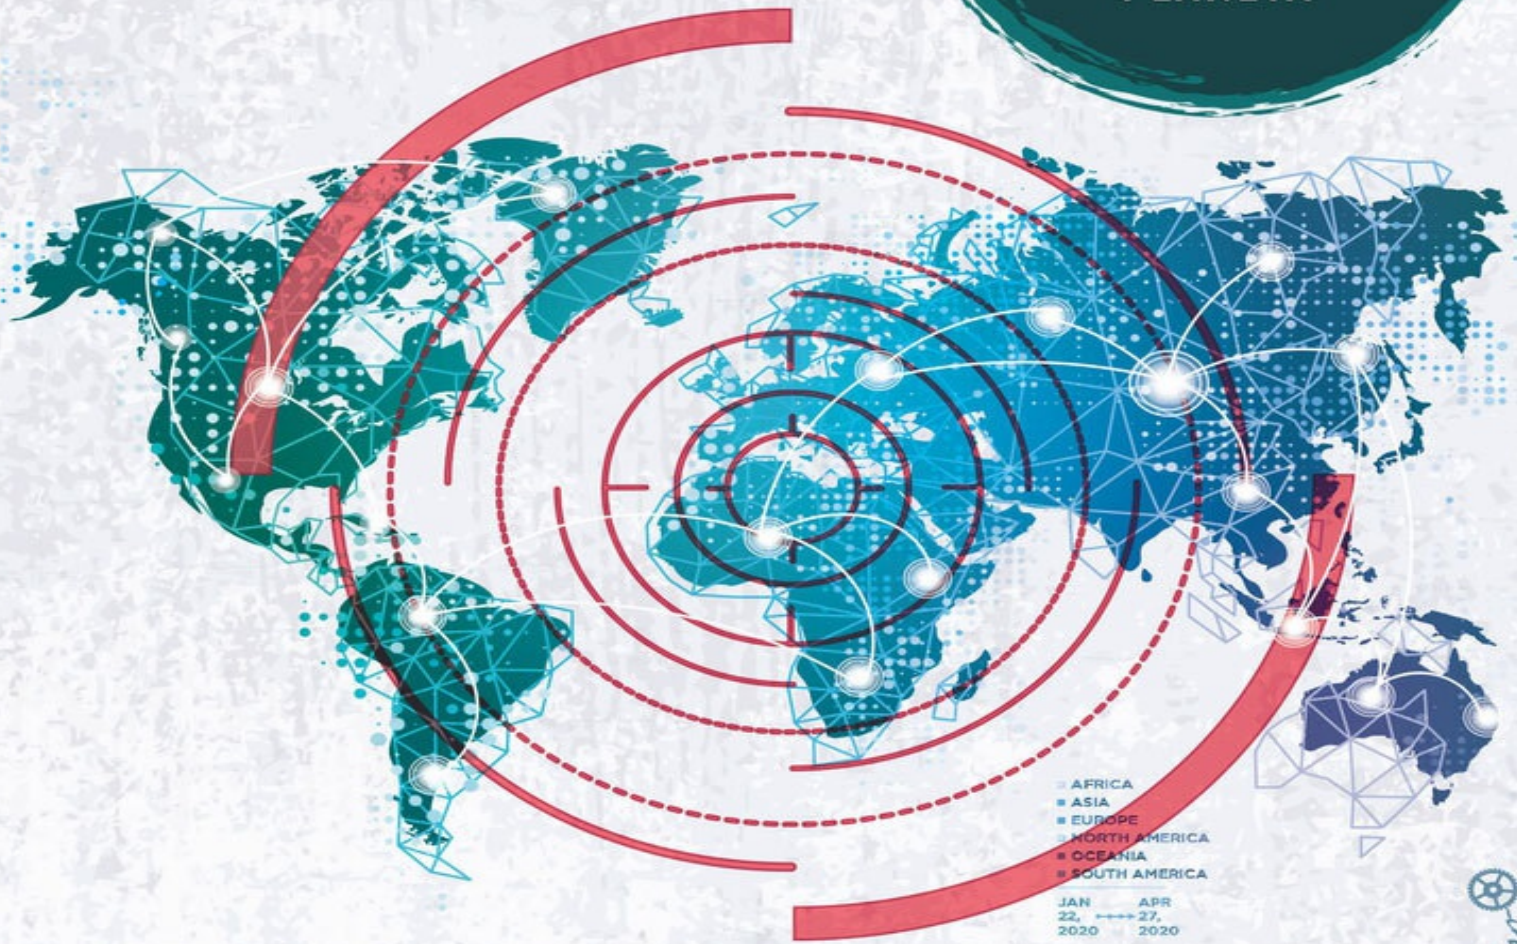 AFRICA
ASIA
EUROPE
NORTH AMERICA
OCEANIA
SOUTH AMERICA
JAN APR
22, 27,
2020 2020